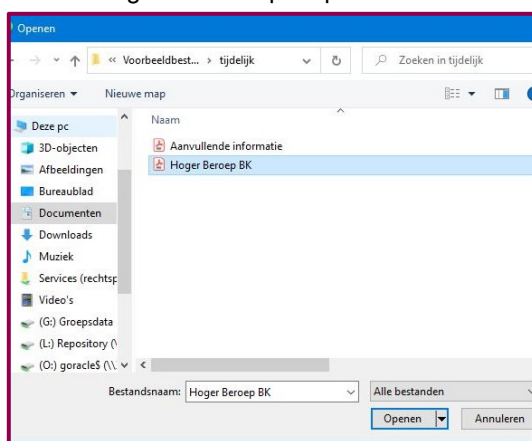 Openen
« Voorbeeldbest... › tijdelijk
Zoeken in tijdelijk
Organiseren
Nieuwe map
Naam
Deze pc
3D-objecten
Afbeeldingen
Bureaublad
Documenten
Downloads
Muziek
Services (rechtsp
Video's
(G:) Groepsdata
(L:) Repository (\
(O:) goracle$ (\\
Aanvullende informatie
Hoger Beroep BK
Bestandsnaam: Hoger Beroep BK
Alle bestanden
Openen
Annuleren